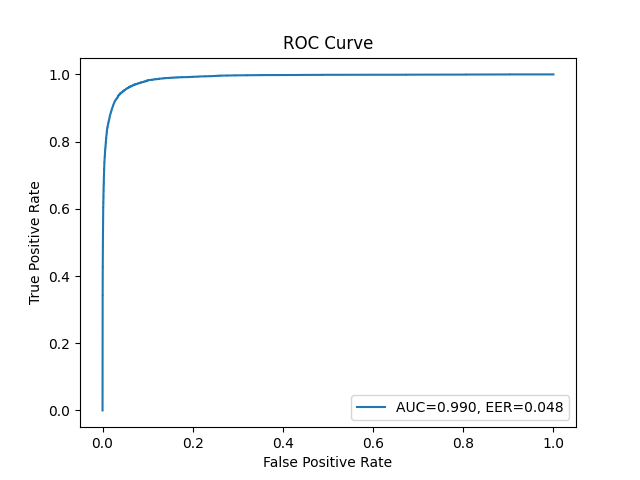 ROC Curve
1.0
0.8
0.6
0.4
0.2
0.0
True Positive Rate
AUC=0.990, EER=0.048
0.0 0.2 0.4 0.6 0.8 1.0
False Positive Rate